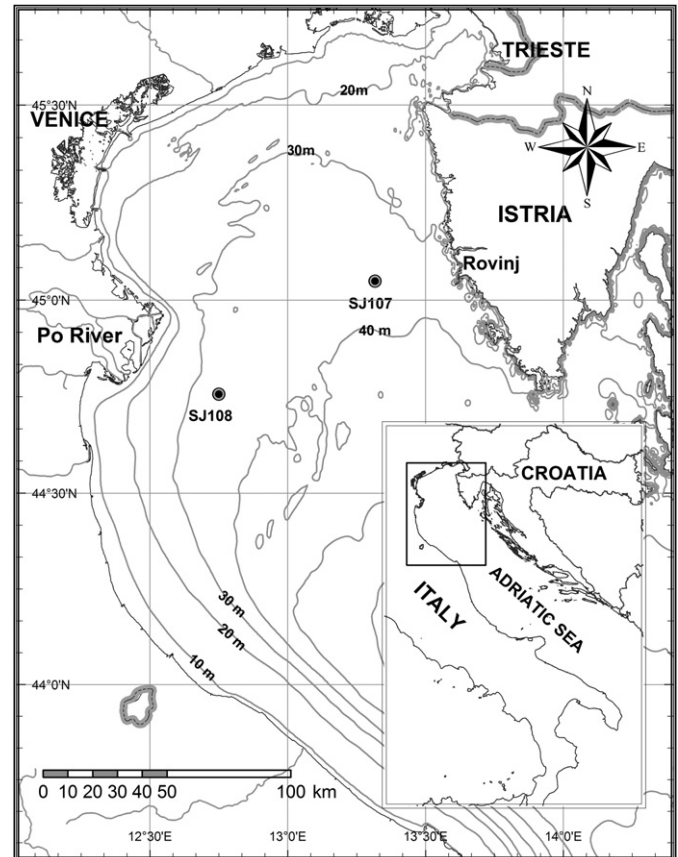 TRIESTE
20m
45°30'N
VENICE
N
W
E
S
30m
ISTRIA
Rovinj
SJ107
45°0'N
40 m
Po River
SJ108
CROATIA
44°30'N
ADRIATIC SEA
ITALY
30 m
20 m
10 m
44°0'N
0 10 20 30 40 50 100 km
12°30'E 13°0'E 13°30'E 14°0'E